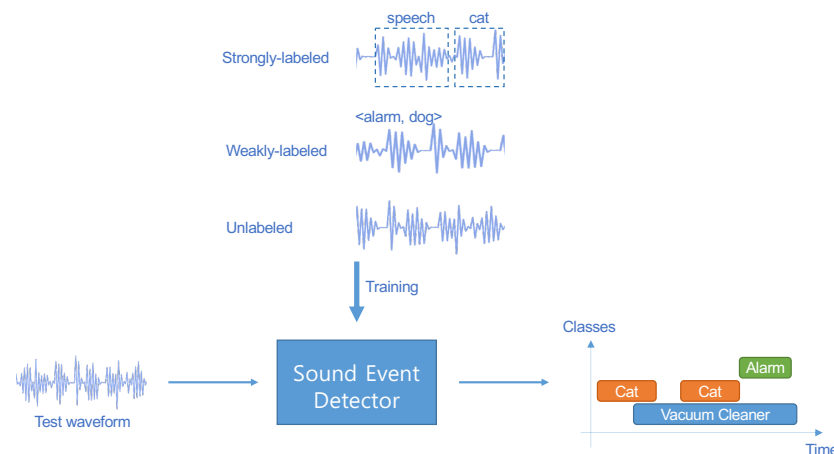 speech cat
Strongly-labeled
<alarm, dog>
Weakly-labeled
Unlabeled
Training
Classes
Sound Event
Detector
Alarm
Cat Cat
Vacuum Cleaner
Test waveform
Time